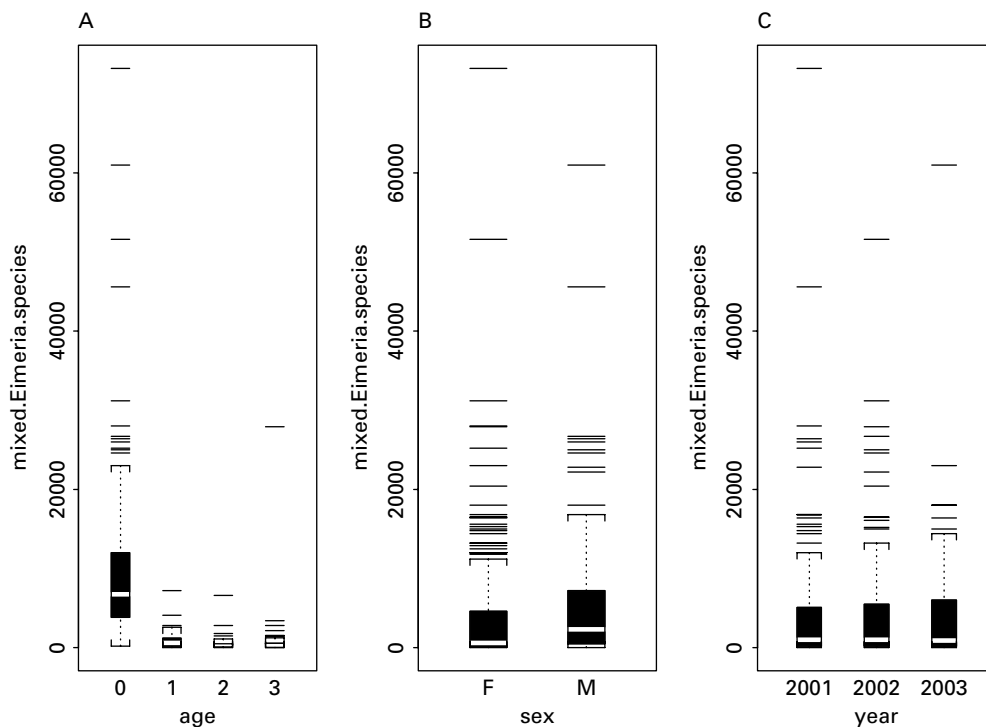 A
mixed.Eimeria.species
60000
40000
20000
0
0 1 2 3
age
B
mixed.Eimeria.species
60000
40000
20000
0
F M
sex
C
mixed.Eimeria.species
60000
40000
20000
0
2001 2002 2003
year